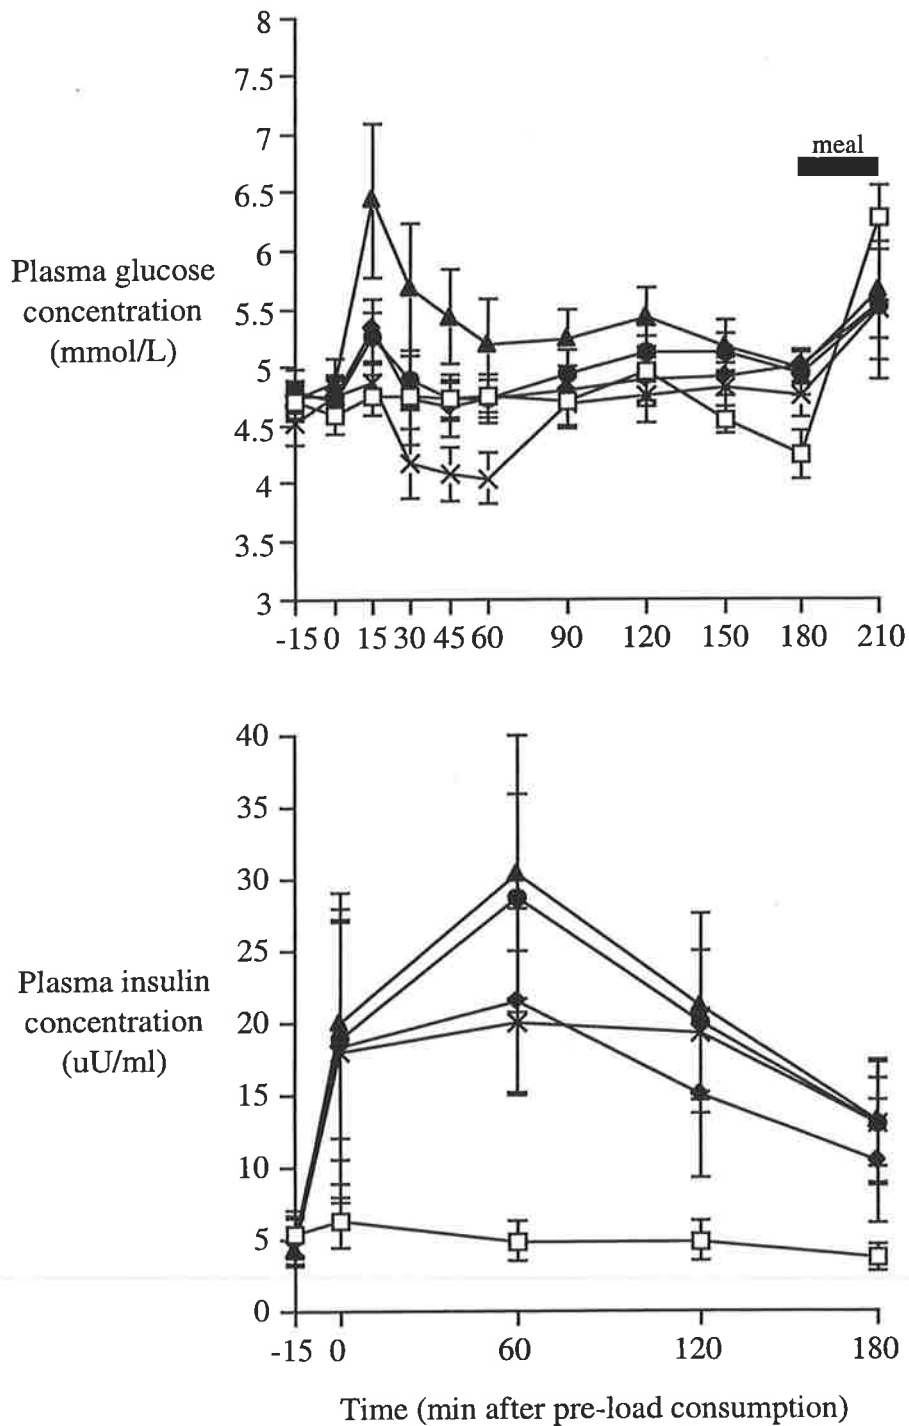 8
7.5
7
meal
6.5
6
Plasma glucose
concentration
(mmol/L)
5.5
5
4.5
4
3.5
3
-15 0 15 30 45 60 90 120 150 180 210
40
35
30
25
Plasma insulin
concentration
(uU/ml)
20
15
10
5
0
-15 0 60 120 180
Time (min after pre-load consumption)